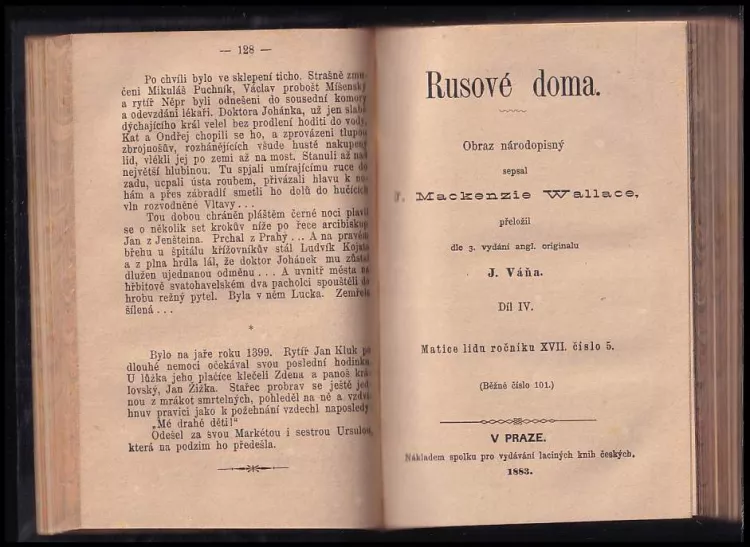 — 128 —
Po chvíli bylo ve sklepení ticho. Strašně zmu-
čeni Mikuláš Puchník, Václav probošt Míšenský
a rytíř Něpr byli odnešeni do sousední komory
a odevzdáni lékaři. Doktora Johánka, už jen slabě
dýchajícího král velel bez prodlení hoditi do vody.
Kat a Ondřej chopili se ho, a zprovázeni tlupou
zbrojnošův, rozhánějících všude hustě nakupený
lid, vlékli jej po zemi až na most. Stanuli až nad
největší hlubinou. Tu spjali umírajícímu ruce do
zadu, ucpali ústa roubem, přivázali hlavu k no-
hám a přes zábradlí smetli ho dolů do hučících
vln rozvodněné Vltavy . . .
Tou dobou chráněn pláštěm černé noci plavil
se o několik set krokův níže po řece arcibiskup
Jan z Jenšteina. Prchal z Prahy . . . A na pravém
břehu u špitálu křížovníkův stál Ludvík Kojata
a z plna hrdla lál, že doktor Johánek mu zůstal
dlužen ujednanou odměnu . . . A uvnitř města na
hřbitově svatohavelském dva pacholci spouštěli do
hrobu režný pytel. Byla v něm Lucka. Zemřela
šílená . . .
*
Bylo na jaře roku 1399. Rytíř Jan Kluk po
dlouhé nemoci očekával svou poslední hodinku.
U lůžka jeho plačíce klečeli Zdena a panoš krá-
lovský, Jan Žižka. Stařec probrav se ještě jed-
nou z mrákot smrtelných, pohleděl na ně a vzdvi-
hnuv pravici jako k požehnání vzdechl naposledy
„Mé drahé děti!“
Odešel za svou Markétou i sestrou Ursulou,
která na podzim ho předešla.
Rusové doma.
Obraz národopisný
sepsal
Mackenzie Wallace,
přeložil
dle 3. vydání angl. originalu
J. Váňa.
Díl IV.
Matice lidu ročníku XVII. číslo 5.
(Běžné číslo 101.)
V PRAZE.
Nákladem spolku pro vydávání laciných knih českých.
1883.